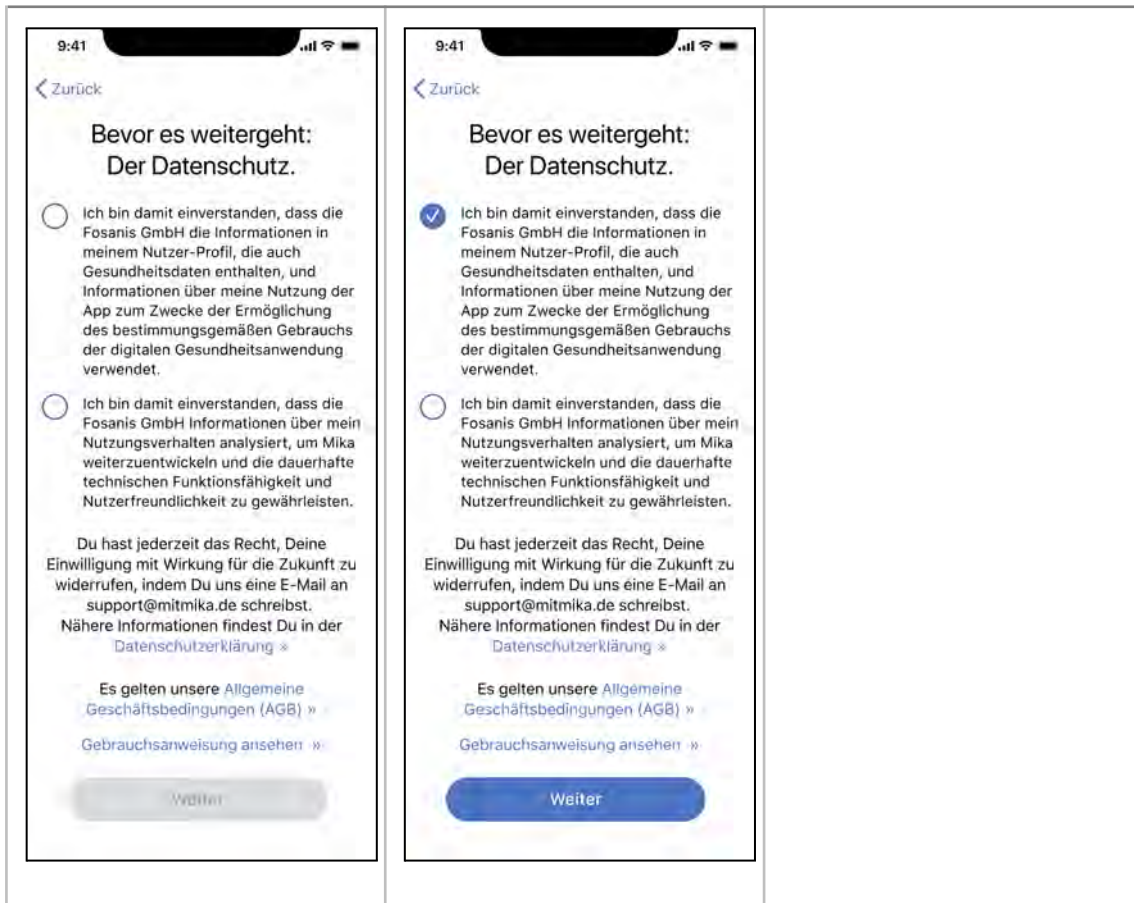 9:41
Zurück
Bevor es weitergeht:
Der Datenschutz.
Ich bin damit einverstanden, dass die
Fosanis GmbH die Informationen in
meinem Nutzer-Profil, die auch
Gesundheitsdaten enthalten, und
Informationen über meine Nutzung der
App zum Zwecke der Ermöglichung
des bestimmungsgemäßen Gebrauchs
der digitalen Gesundheitsanwendung
verwendet.
Ich bin damit einverstanden, dass die
Fosanis GmbH Informationen über mein
Nutzungsverhalten analysiert, um Mika
weiterzuentwickeln und die dauerhafte
technischen Funktionsfähigkeit und
Nutzerfreundlichkeit zu gewährleisten.
Du hast jederzeit das Recht, Deine
Einwilligung mit Wirkung für die Zukunft zu
widerrufen, indem Du uns eine E-Mail an
support@mitmika.de schreibst.
Nähere Informationen findest Du in der
Datenschutzerklärung »
Es gelten unsere Allgemeine
Geschäftsbedingungen (AGB) »
Gebrauchsanweisung ansehen »
Weiter
9:41
Zurück
Bevor es weitergeht:
Der Datenschutz.
Ich bin damit einverstanden, dass die
Fosanis GmbH die Informationen in
meinem Nutzer-Profil, die auch
Gesundheitsdaten enthalten, und
Informationen über meine Nutzung der
App zum Zwecke der Ermöglichung
des bestimmungsgemäßen Gebrauchs
der digitalen Gesundheitsanwendung
verwendet.
Ich bin damit einverstanden, dass die
Fosanis GmbH Informationen über mein
Nutzungsverhalten analysiert, um Mika
weiterzuentwickeln und die dauerhafte
technischen Funktionsfähigkeit und
Nutzerfreundlichkeit zu gewährleisten.
Du hast jederzeit das Recht, Deine
Einwilligung mit Wirkung für die Zukunft zu
widerrufen, indem Du uns eine E-Mail an
support@mitmika.de schreibst.
Nähere Informationen findest Du in der
Datenschutzerklärung »
Es gelten unsere Allgemeine
Geschäftsbedingungen (AGB) »
Gebrauchsanweisung ansehen »
Weiter